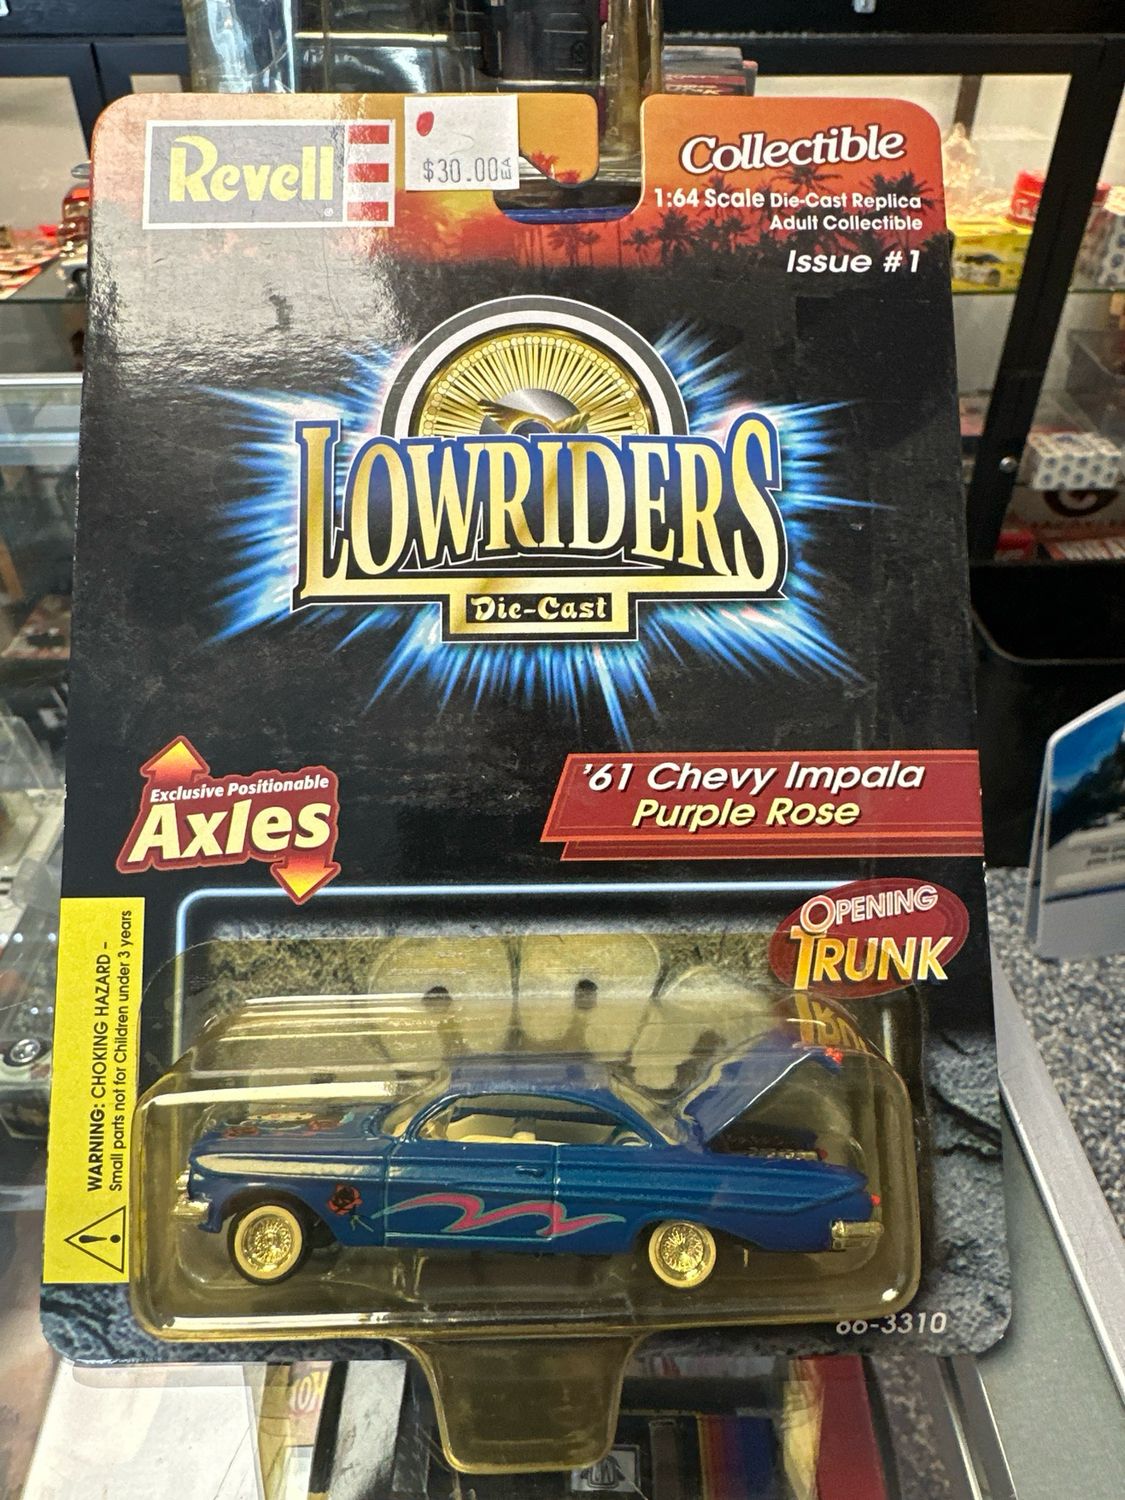 Revell
$30.00 EA
Collectible
1:64 Scale Die-Cast Replica
Adult Collectible
Issue #1
LOWRIDERS
Die-Cast
Exclusive Positionable
Axles
'61 Chevy Impala
Purple Rose
OPENING
TRUNK
WARNING: CHOKING HAZARD -
Small parts not for Children under 3 years
66-3310